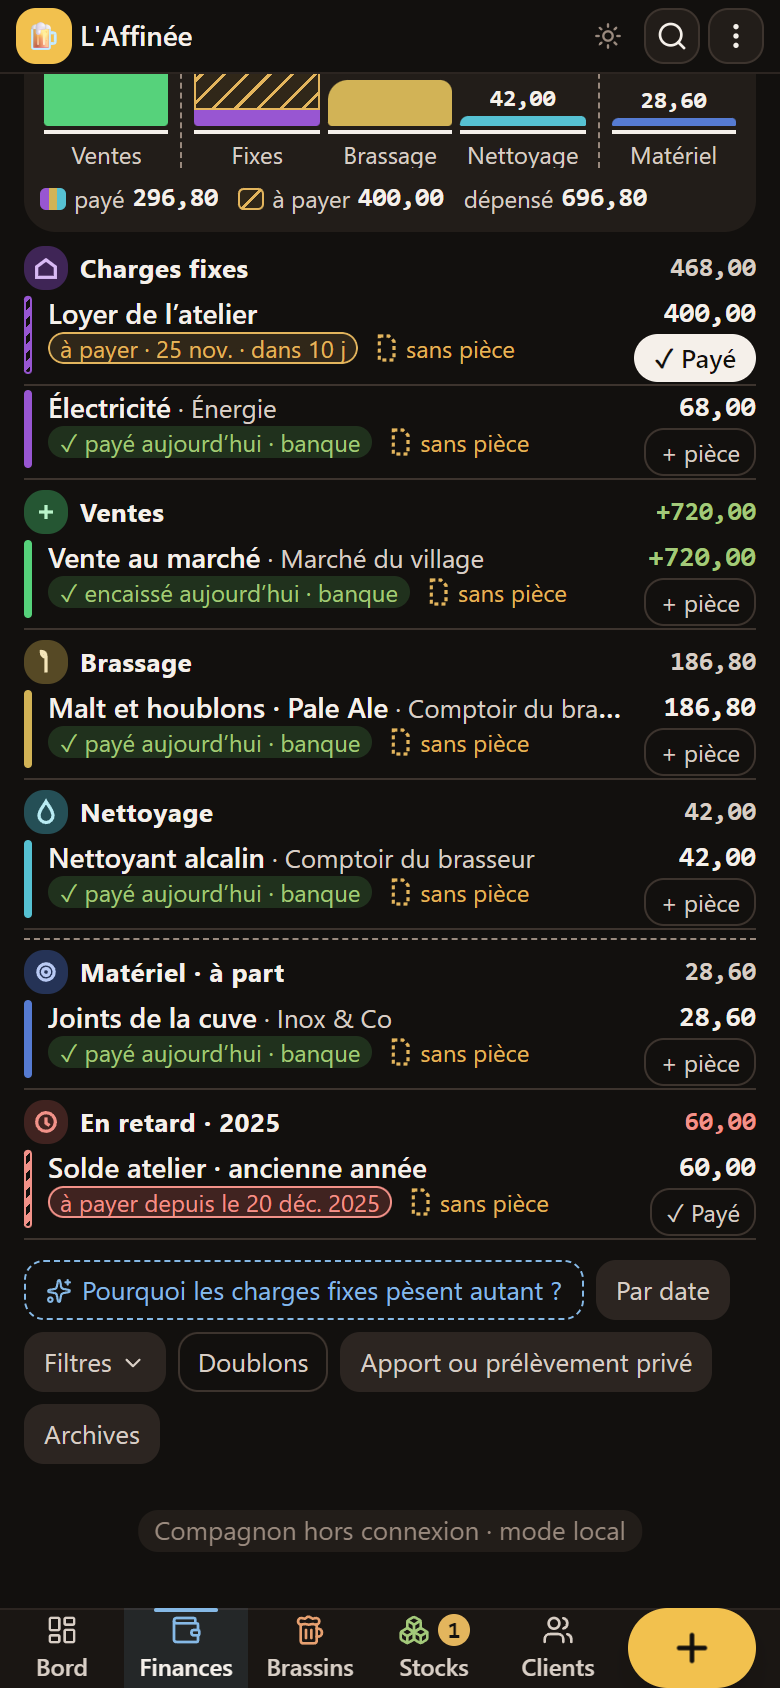 L'Affinée
42,00 28,60
Ventes Fixes Brassage Nettoyage Matériel
payé 296,80 à payer 400,00 dépensé 696,80
Charges fixes 468,00
Loyer de l’atelier 400,00
à payer · 25 nov. · dans 10 j sans pièce ✓ Payé
Électricité · Énergie 68,00
✓ payé aujourd’hui · banque sans pièce + pièce
Ventes +720,00
Vente au marché · Marché du village +720,00
✓ encaissé aujourd’hui · banque sans pièce + pièce
Brassage 186,80
Malt et houblons · Pale Ale · Comptoir du bra... 186,80
✓ payé aujourd’hui · banque sans pièce + pièce
Nettoyage 42,00
Nettoyant alcalin · Comptoir du brasseur 42,00
✓ payé aujourd’hui · banque sans pièce + pièce
Matériel · à part 28,60
Joints de la cuve · Inox & Co 28,60
✓ payé aujourd’hui · banque sans pièce + pièce
En retard · 2025 60,00
Solde atelier · ancienne année 60,00
à payer depuis le 20 déc. 2025 sans pièce ✓ Payé
Pourquoi les charges fixes pèsent autant ? Par date
Filtres Doublons Apport ou prélèvement privé
Archives
Compagnon hors connexion · mode local
1
Bord Finances Brassins Stocks Clients +